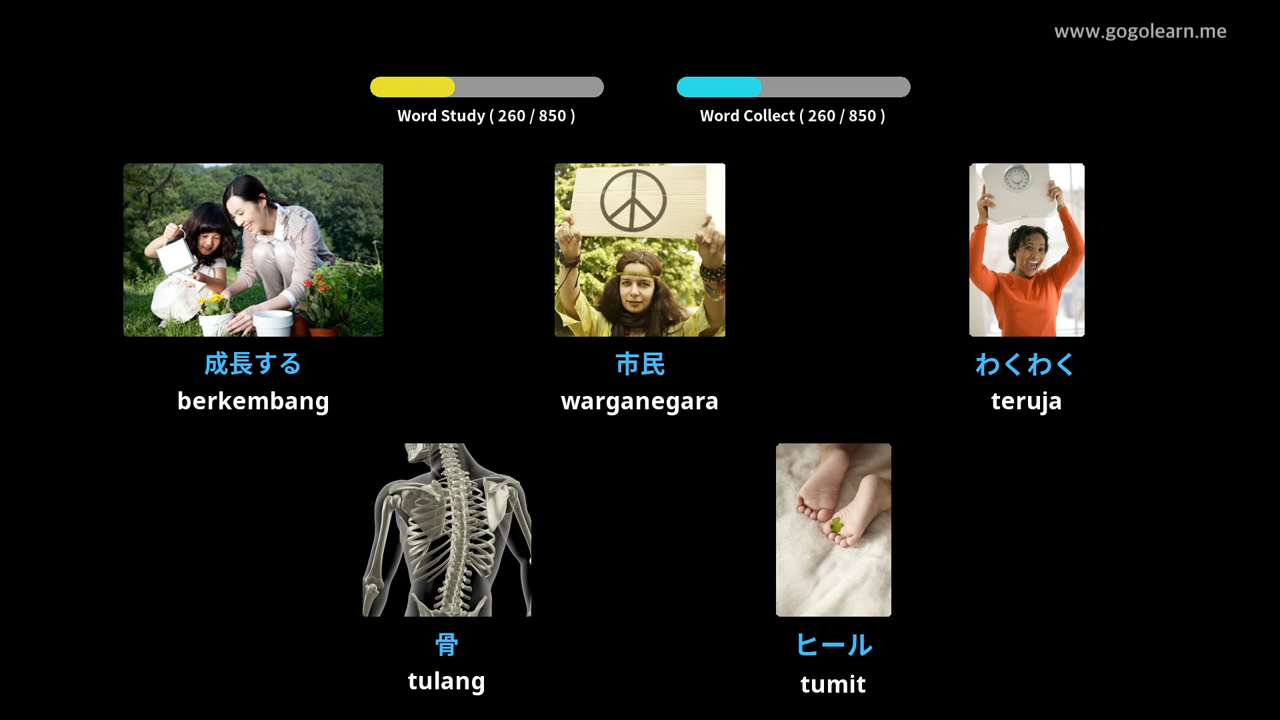 www.gogolearn.me
Word Study ( 260 / 850 )
Word Collect ( 260 / 850 )
成長する
berkembang
市民
warganegara
わくわく
teruja
骨
tulang
ヒール
tumit